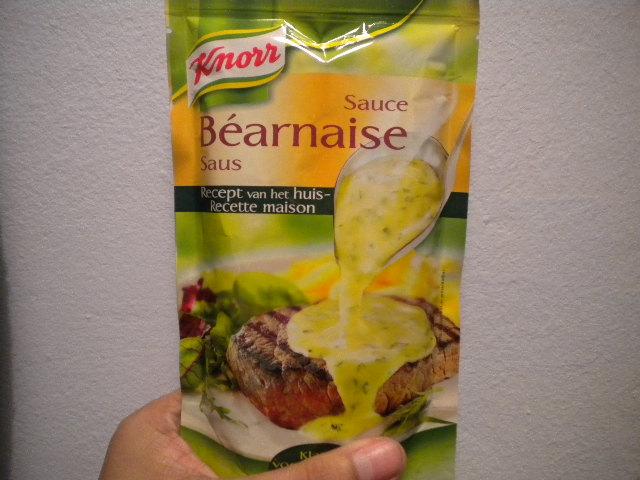 Knorr
Sauce
Béarnaise
Saus
Recept van het huis-
Recette maison